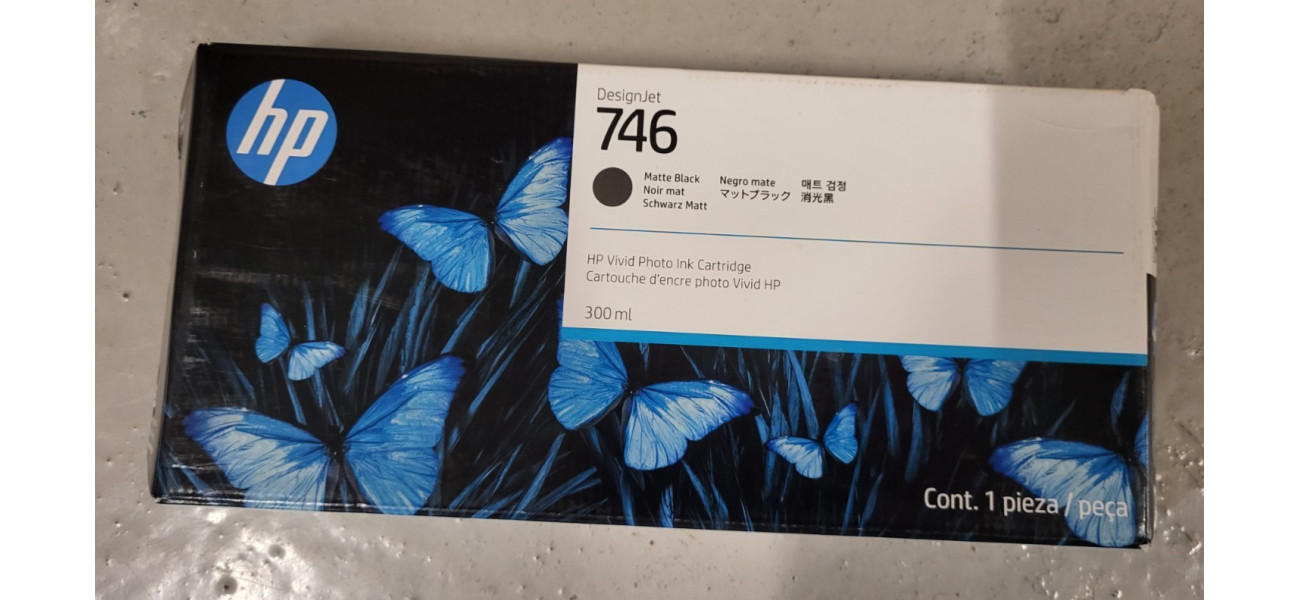 hp
DesignJet
746
Matte Black
Noir mat
Schwarz Matt
Negro mate
マットブラック
매트 검정
消光黑
HP Vivid Photo Ink Cartridge
Cartouche d'encre photo Vivid HP
300 ml
Cont. 1 pieza / peça